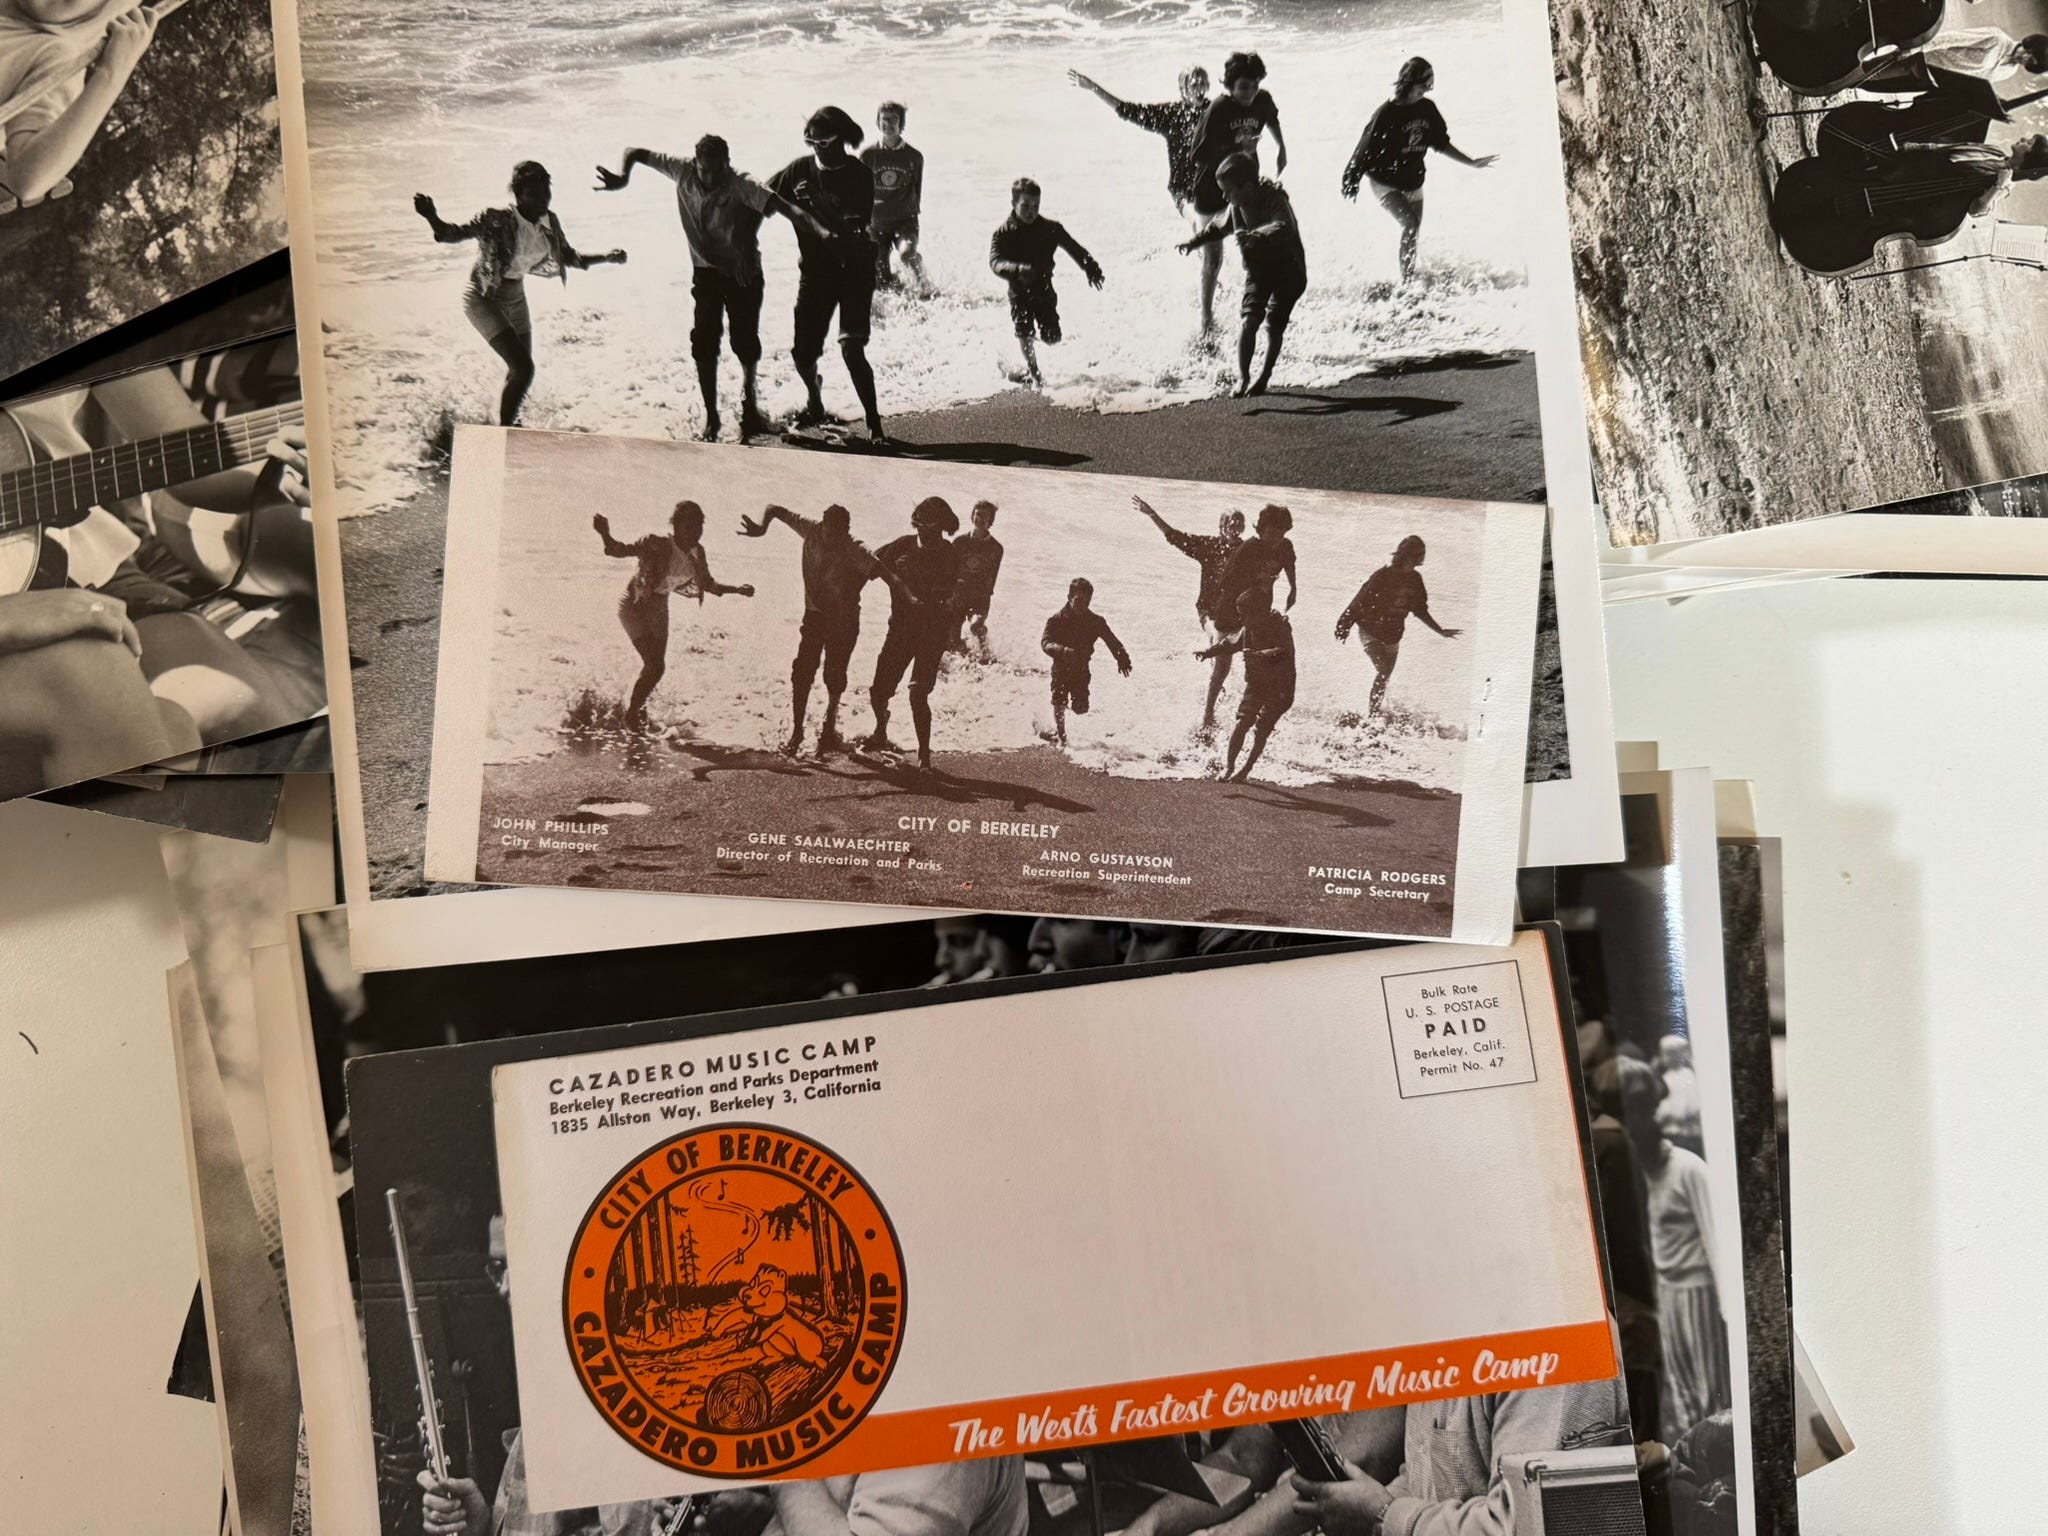 CAZADERO
JOHN PHILLIPS
City Manager
CITY OF BERKELEY
GENE SAALWAECHTER
Director of Recreation and Parks
ARNO GUSTAVSON
Recreation Superintendent
PATRICIA RODGERS
Camp Secretary
CAZADERO MUSIC CAMP
Berkeley Recreation and Parks Department
1835 Allston Way, Berkeley 3, California
Bulk Rate
U. S. POSTAGE
PAID
Berkeley, Calif.
Permit No. 47
CITY OF BERKELEY
CAZADERO MUSIC CAMP
The West's Fastest Growing Music Camp